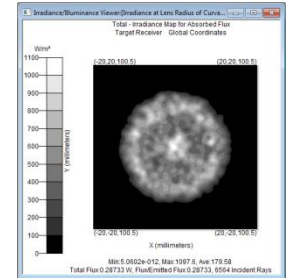 Irradiance/Illuminance Viewer:[Irradiance at Lens Radius of Curva...
Total - Irradiance Map for Absorbed Flux
Target Receiver Global Coordinates
W/m²
1100
1000
900
800
700
600
500
400
300
200
100
0
(-20,20,100.5) (20,20,100.5)
Y (millimeters)
(-20,-20,100.5) (20,-20,100.5)
X (millimeters)
Min:5.0602e-012, Max:1097.6, Ave:179.58
Total Flux:0.28733 W, Flux/Emitted Flux:0.28733, 6564 Incident Rays